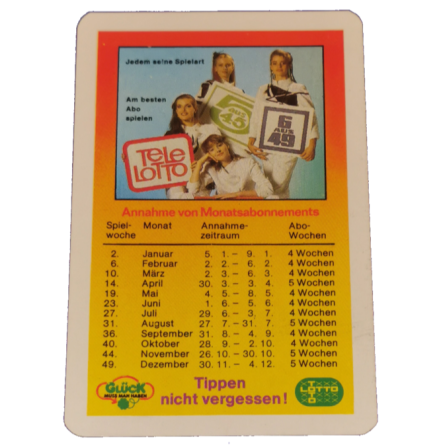 Jedem seine Spielart
Am besten
Abo
spielen
TELE
LOTTO
5
aus
45
6
aus
49
Annahme von Monatsabonnements
Spiel-woche Monat Annahme-zeitraum Abo-Wochen
2. Januar 5. 1. – 9. 1. 4 Wochen
6. Februar 2. 2. – 6. 2. 4 Wochen
10. März 2. 3. – 6. 3. 4 Wochen
14. April 30. 3. – 3. 4. 5 Wochen
19. Mai 4. 5. – 8. 5. 4 Wochen
23. Juni 1. 6. – 5. 6. 4 Wochen
27. Juli 29. 6. – 3. 7. 4 Wochen
31. August 27. 7. – 31. 7. 5 Wochen
36. September 31. 8. – 4. 9. 4 Wochen
40. Oktober 28. 9. – 2. 10. 4 Wochen
44. November 26. 10. – 30. 10. 5 Wochen
49. Dezember 30. 11. – 4. 12. 5 Wochen
GLÜCK
MUSS MAN HABEN
Tippen
nicht vergessen!
LOTTO